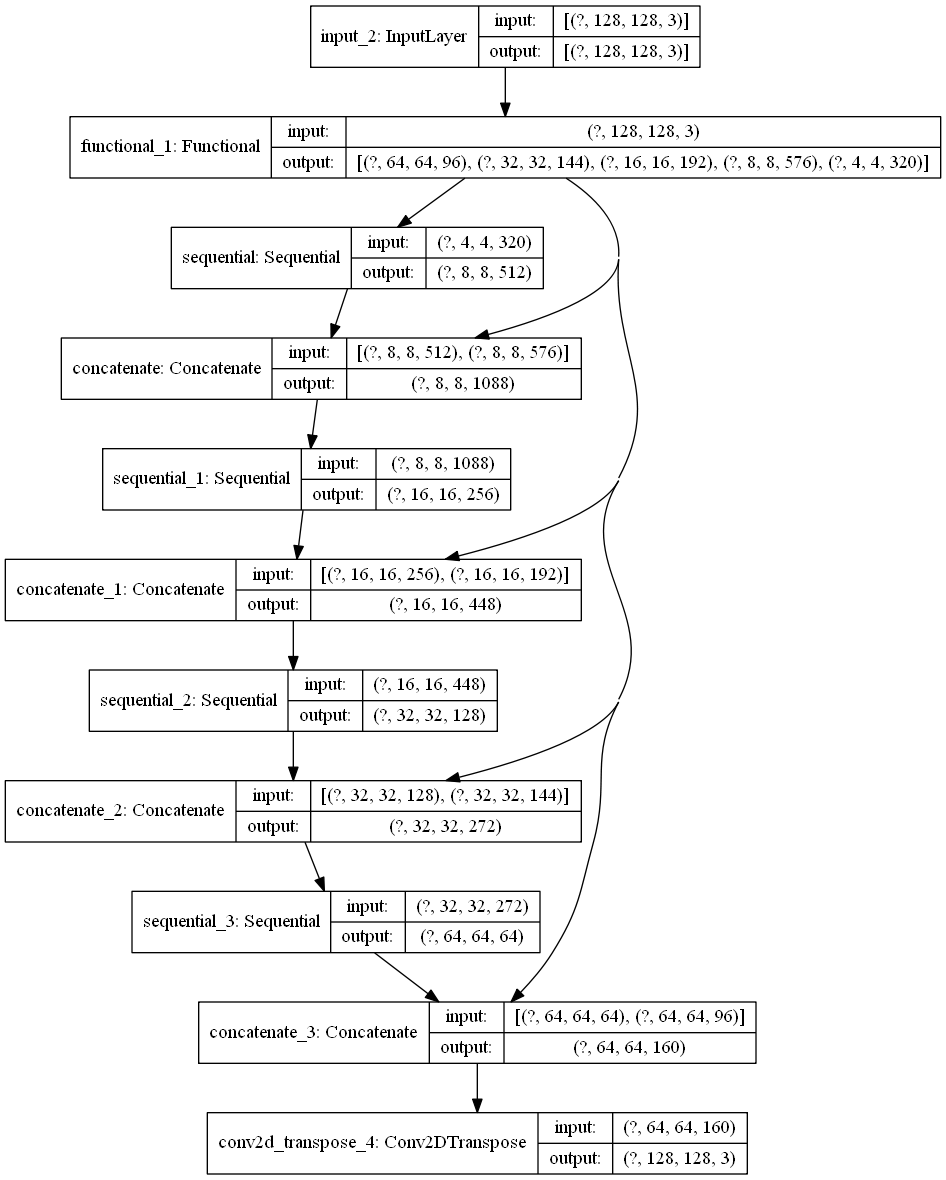 input_2: InputLayer
input:
[(?, 128, 128, 3)]
output:
[(?, 128, 128, 3)]
functional_1: Functional
input:
(?, 128, 128, 3)
output:
[(?, 64, 64, 96), (?, 32, 32, 144), (?, 16, 16, 192), (?, 8, 8, 576), (?, 4, 4, 320)]
sequential: Sequential
input:
(?, 4, 4, 320)
output:
(?, 8, 8, 512)
concatenate: Concatenate
input:
[(?, 8, 8, 512), (?, 8, 8, 576)]
output:
(?, 8, 8, 1088)
sequential_1: Sequential
input:
(?, 8, 8, 1088)
output:
(?, 16, 16, 256)
concatenate_1: Concatenate
input:
[(?, 16, 16, 256), (?, 16, 16, 192)]
output:
(?, 16, 16, 448)
sequential_2: Sequential
input:
(?, 16, 16, 448)
output:
(?, 32, 32, 128)
concatenate_2: Concatenate
input:
[(?, 32, 32, 128), (?, 32, 32, 144)]
output:
(?, 32, 32, 272)
sequential_3: Sequential
input:
(?, 32, 32, 272)
output:
(?, 64, 64, 64)
concatenate_3: Concatenate
input:
[(?, 64, 64, 64), (?, 64, 64, 96)]
output:
(?, 64, 64, 160)
conv2d_transpose_4: Conv2DTranspose
input:
(?, 64, 64, 160)
output:
(?, 128, 128, 3)